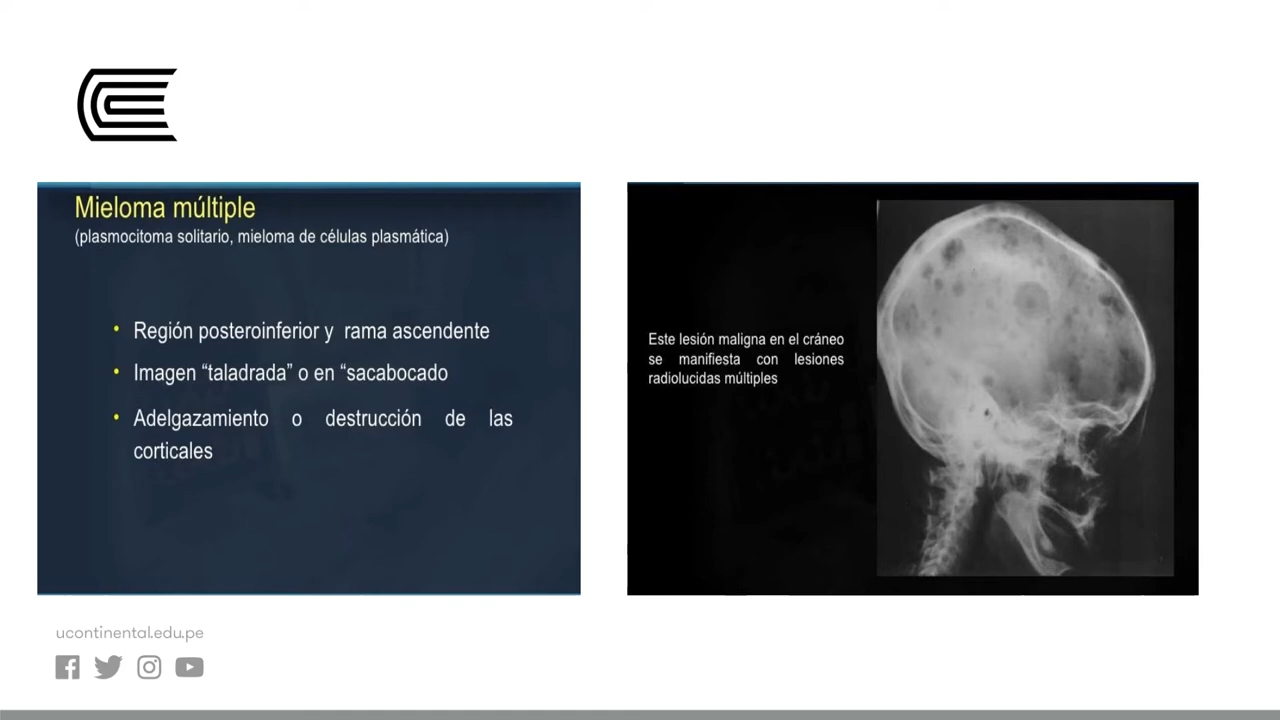 Mieloma múltiple
(plasmocitoma solitario, mieloma de células plasmática)
• Región posteroinferior y rama ascendente
• Imagen “taladrada” o en “sacabocado
• Adelgazamiento o destrucción de las
corticales
Este lesión maligna en el cráneo
se manifiesta con lesiones
radiolucidas múltiples
ucontinental.edu.pe